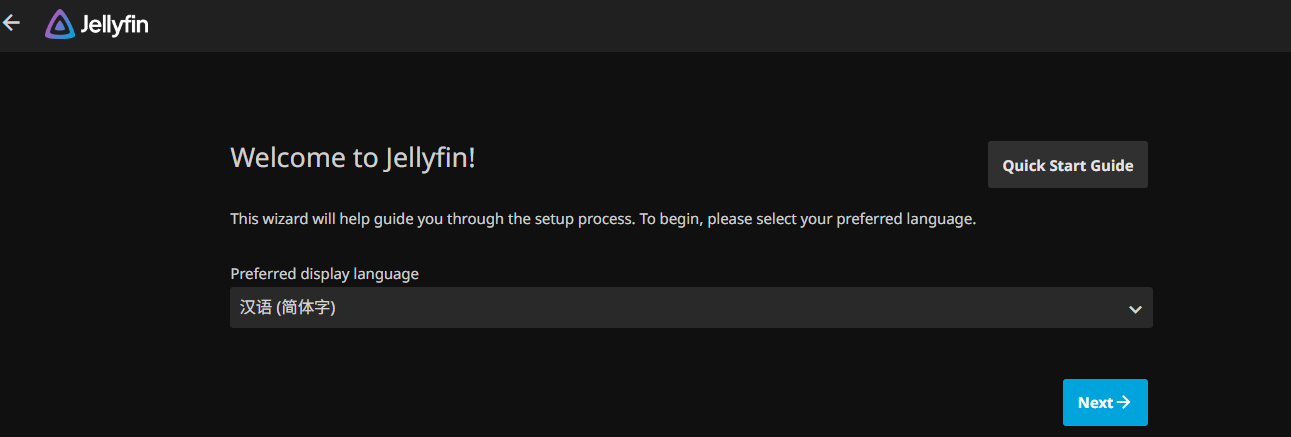 Jellyfin
Welcome to Jellyfin!
Quick Start Guide
This wizard will help guide you through the setup process. To begin, please select your preferred language.
Preferred display language
汉语 (简体字)
Next